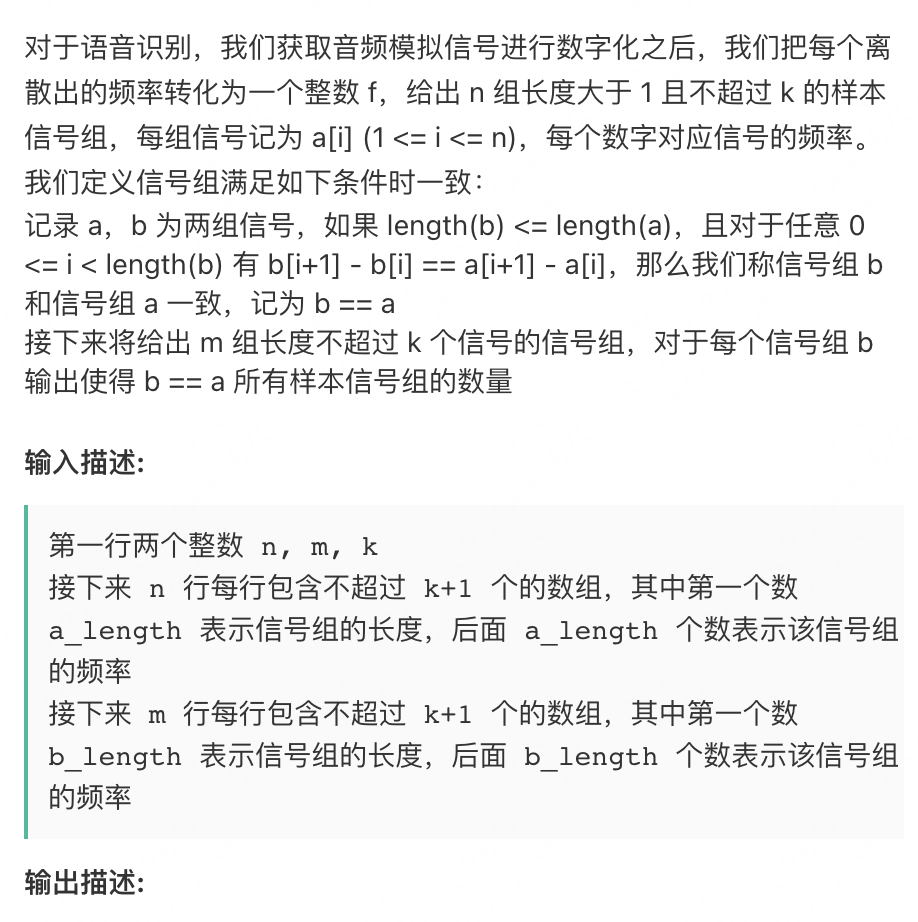 对于语音识别，我们获取音频模拟信号进行数字化之后，我们把每个离
散出的频率转化为一个整数 f，给出 n 组长度大于 1 且不超过 k 的样本
信号组，每组信号记为 a[i] (1 <= i <= n)，每个数字对应信号的频率。
我们定义信号组满足如下条件时一致：
记录 a，b 为两组信号，如果 length(b) <= length(a)，且对于任意 0
<= i < length(b) 有 b[i+1] - b[i] == a[i+1] - a[i]，那么我们称信号组 b
和信号组 a 一致，记为 b == a
接下来将给出 m 组长度不超过 k 个信号的信号组，对于每个信号组 b
输出使得 b == a 所有样本信号组的数量
输入描述:
第一行两个整数 n, m, k
接下来 n 行每行包含不超过 k+1 个的数组，其中第一个数
a_length 表示信号组的长度，后面 a_length 个数表示该信号组
的频率
接下来 m 行每行包含不超过 k+1 个的数组，其中第一个数
b_length 表示信号组的长度，后面 b_length 个数表示该信号组
的频率
输出描述: